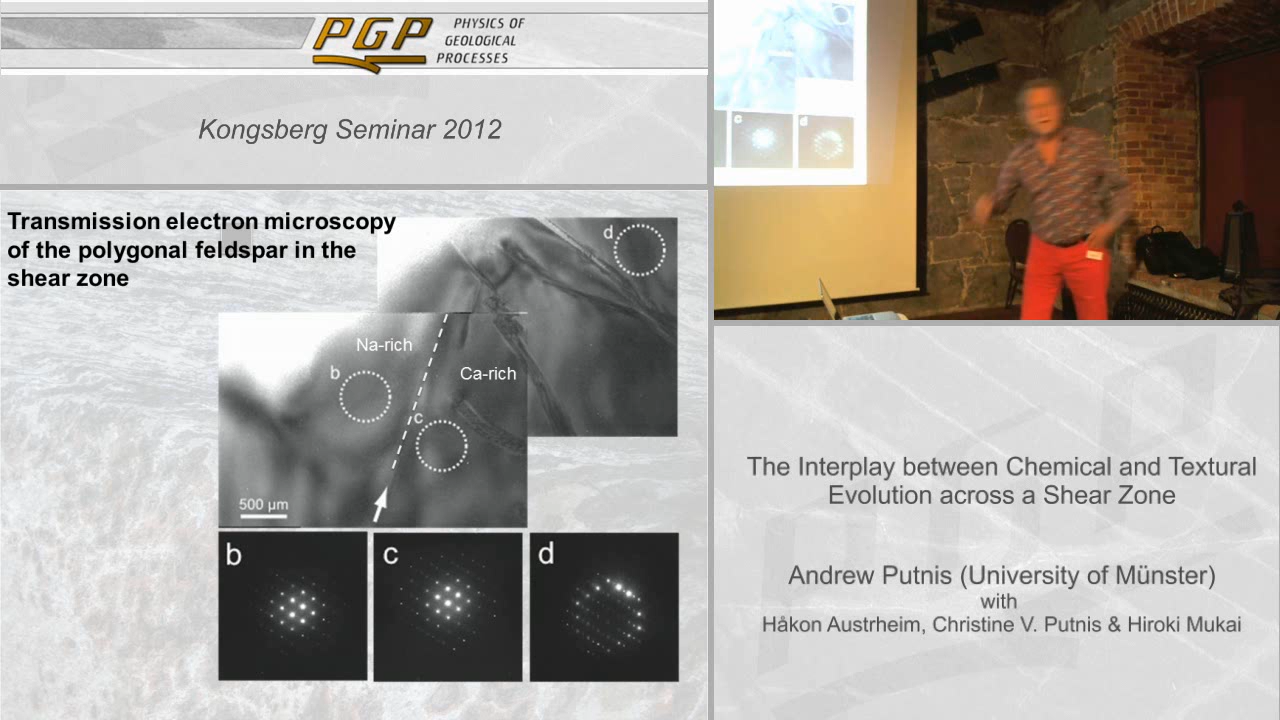 PGP
PHYSICS OF
GEOLOGICAL
PROCESSES
Kongsberg Seminar 2012
Transmission electron microscopy
of the polygonal feldspar in the
shear zone
d
Na-rich
b
Ca-rich
c
500 µm
b
c
d
c
d
The Interplay between Chemical and Textural
Evolution across a Shear Zone
Andrew Putnis (University of Münster)
with
Håkon Austrheim, Christine V. Putnis & Hiroki Mukai